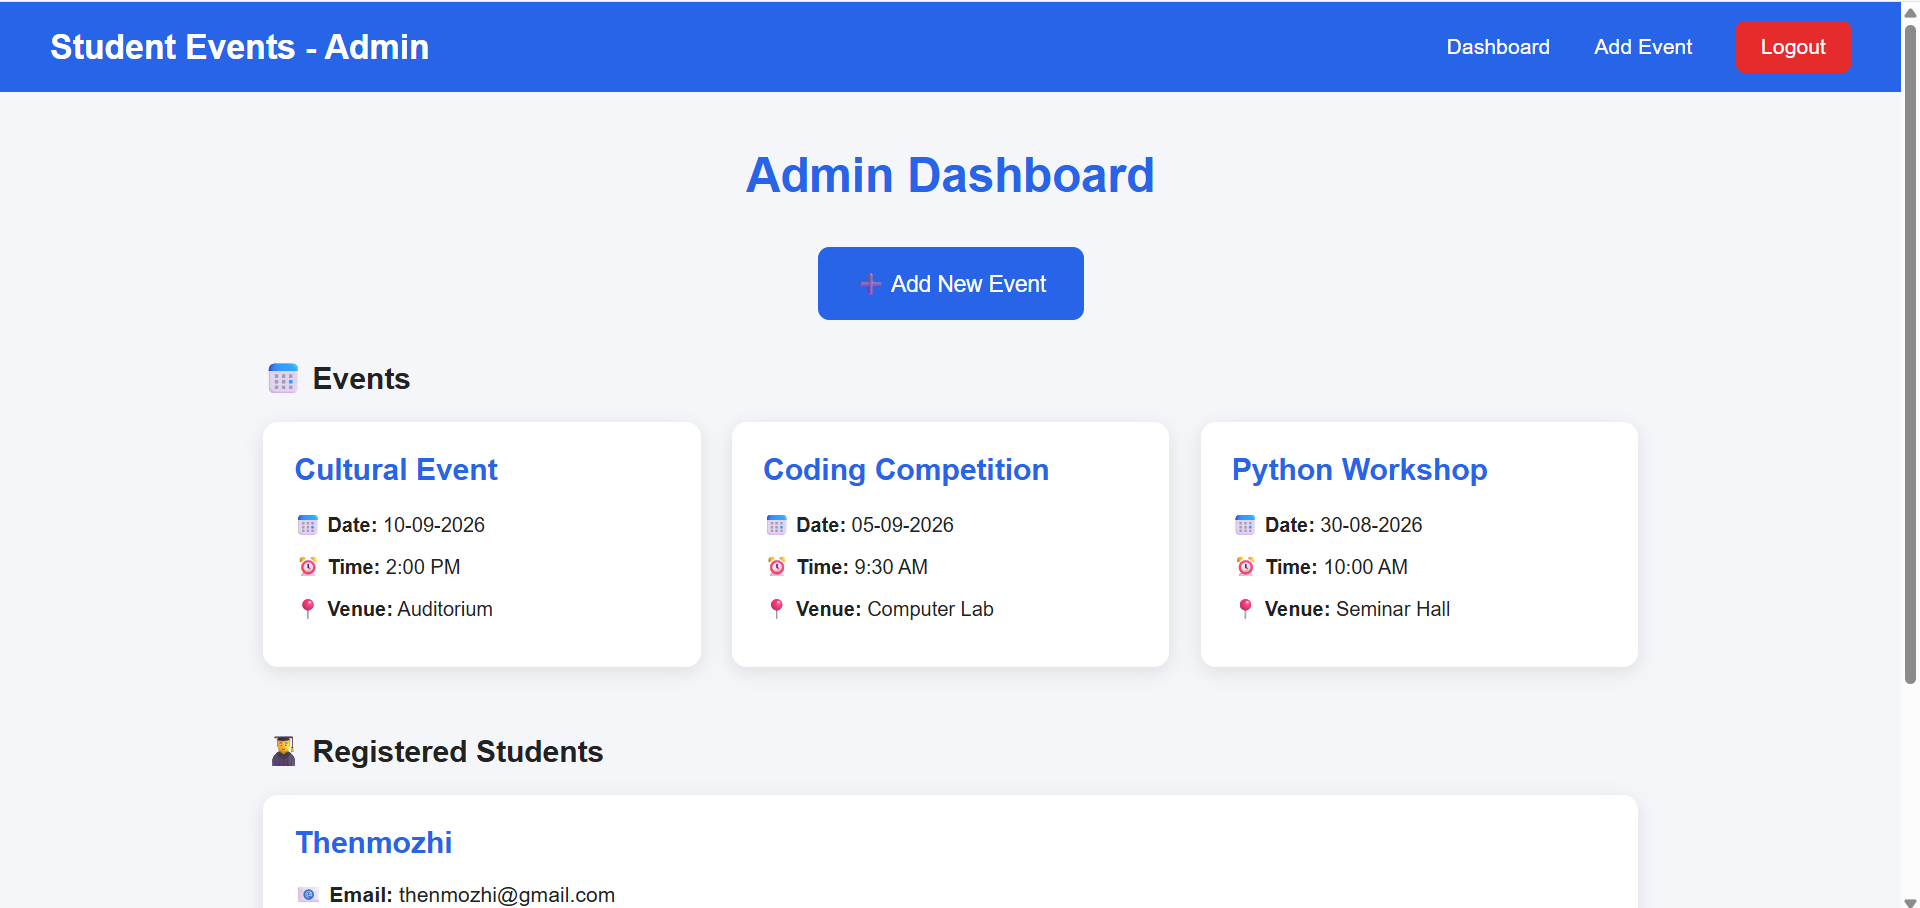 Student Events - Admin
Dashboard
Add Event
Logout
Admin Dashboard
Add New Event
Events
Cultural Event
Date: 10-09-2026
Time: 2:00 PM
Venue: Auditorium
Coding Competition
Date: 05-09-2026
Time: 9:30 AM
Venue: Computer Lab
Python Workshop
Date: 30-08-2026
Time: 10:00 AM
Venue: Seminar Hall
Registered Students
Thenmozhi
Email: thenmozhi@gmail.com